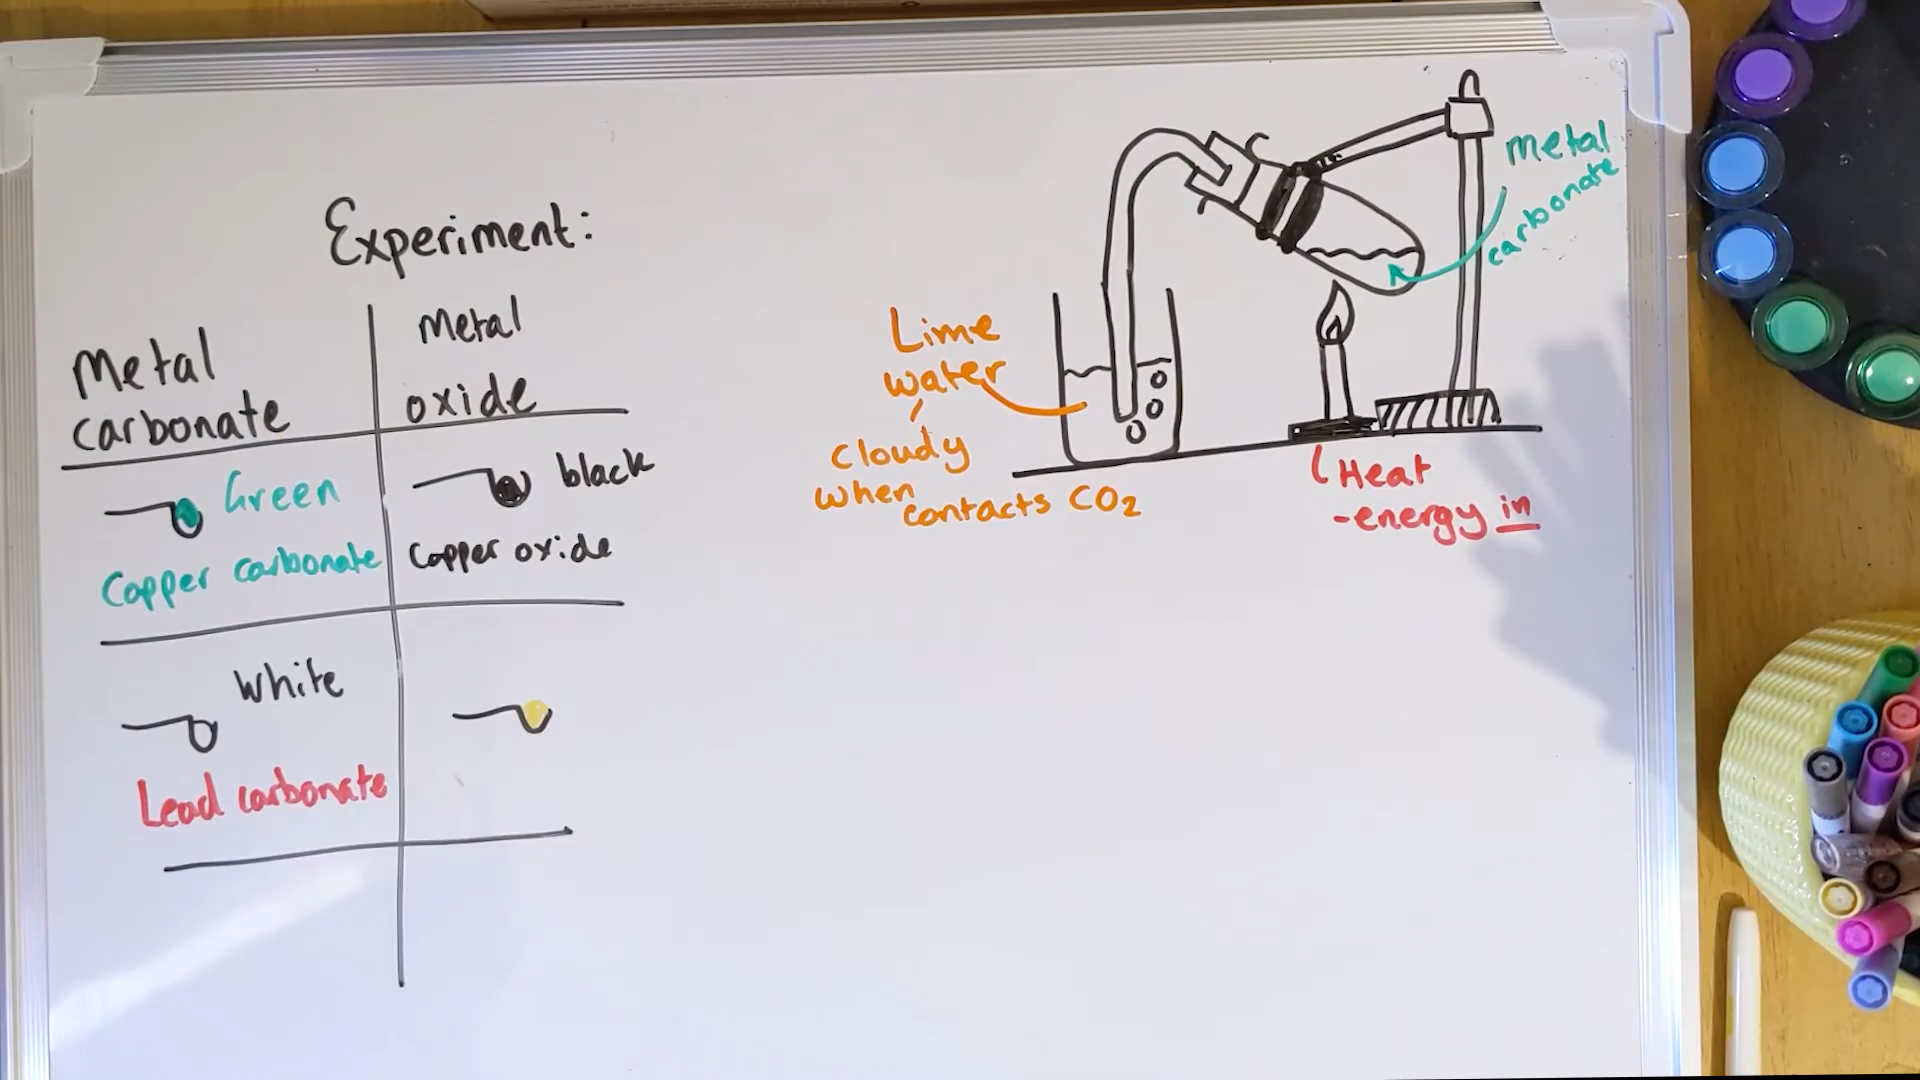 Experiment:
Metal
carbonate
Metal
oxide
Green
Copper carbonate
black
Copper oxide
White
Lead carbonate
Lime
water
Cloudy
when
contacts CO2
Metal
carbonate
Heat
-energy in